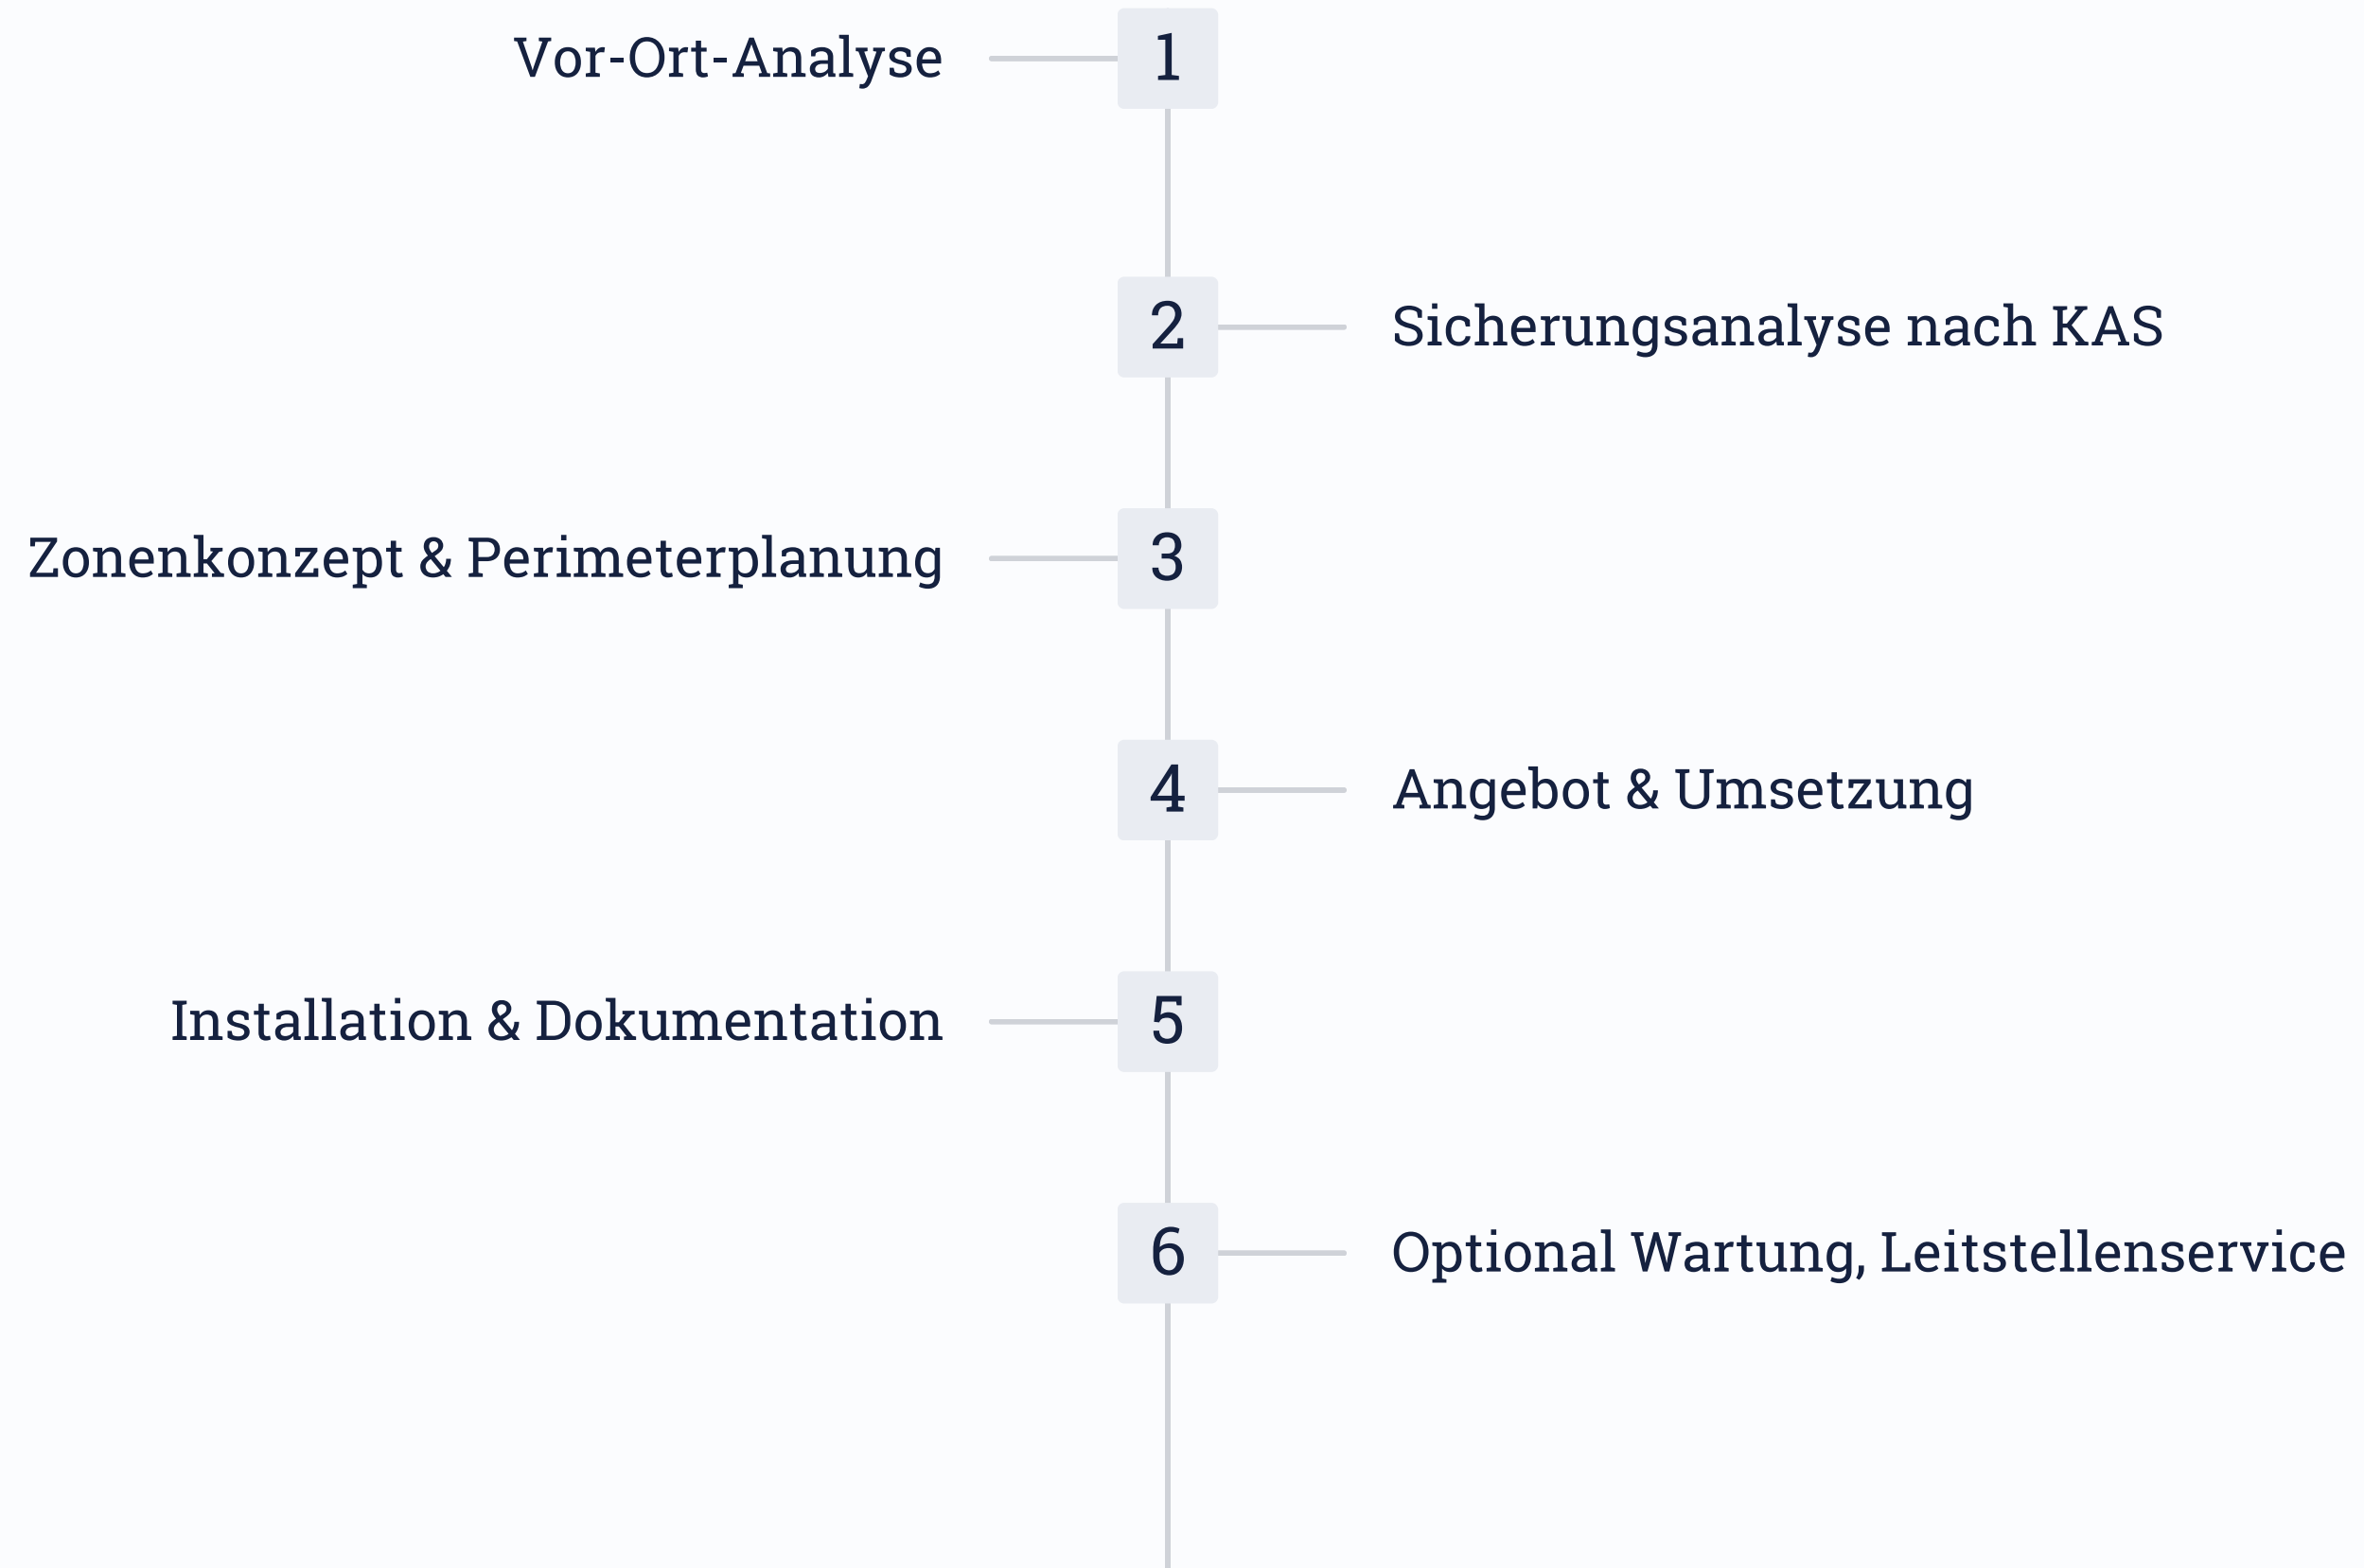 Vor-Ort-Analyse
1
2
Sicherungsanalyse nach KAS
Zonenkonzept & Perimeterplanung
3
4
Angebot & Umsetzung
Installation & Dokumentation
5
6
Optional Wartung, Leitstellenservice